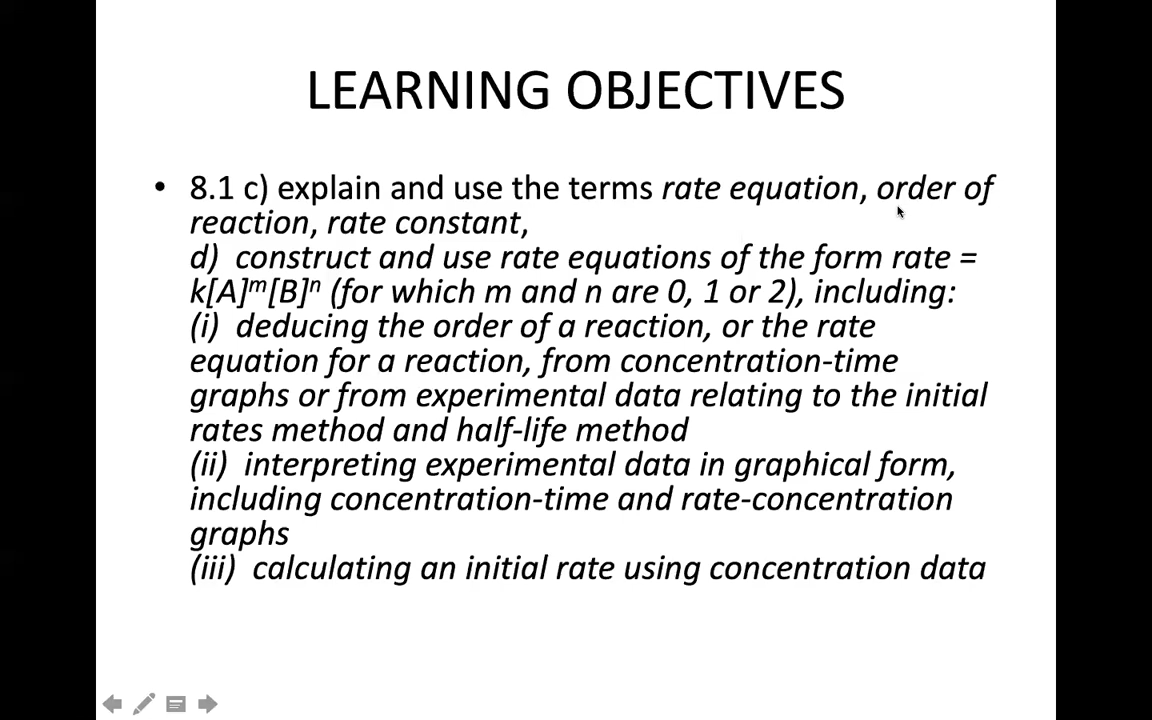 LEARNING OBJECTIVES
• 8.1 c) explain and use the terms rate equation, order of
reaction, rate constant,
d) construct and use rate equations of the form rate =
k[A]ᵐ[B]ⁿ (for which m and n are 0, 1 or 2), including:
(i) deducing the order of a reaction, or the rate
equation for a reaction, from concentration-time
graphs or from experimental data relating to the initial
rates method and half-life method
(ii) interpreting experimental data in graphical form,
including concentration-time and rate-concentration
graphs
(iii) calculating an initial rate using concentration data